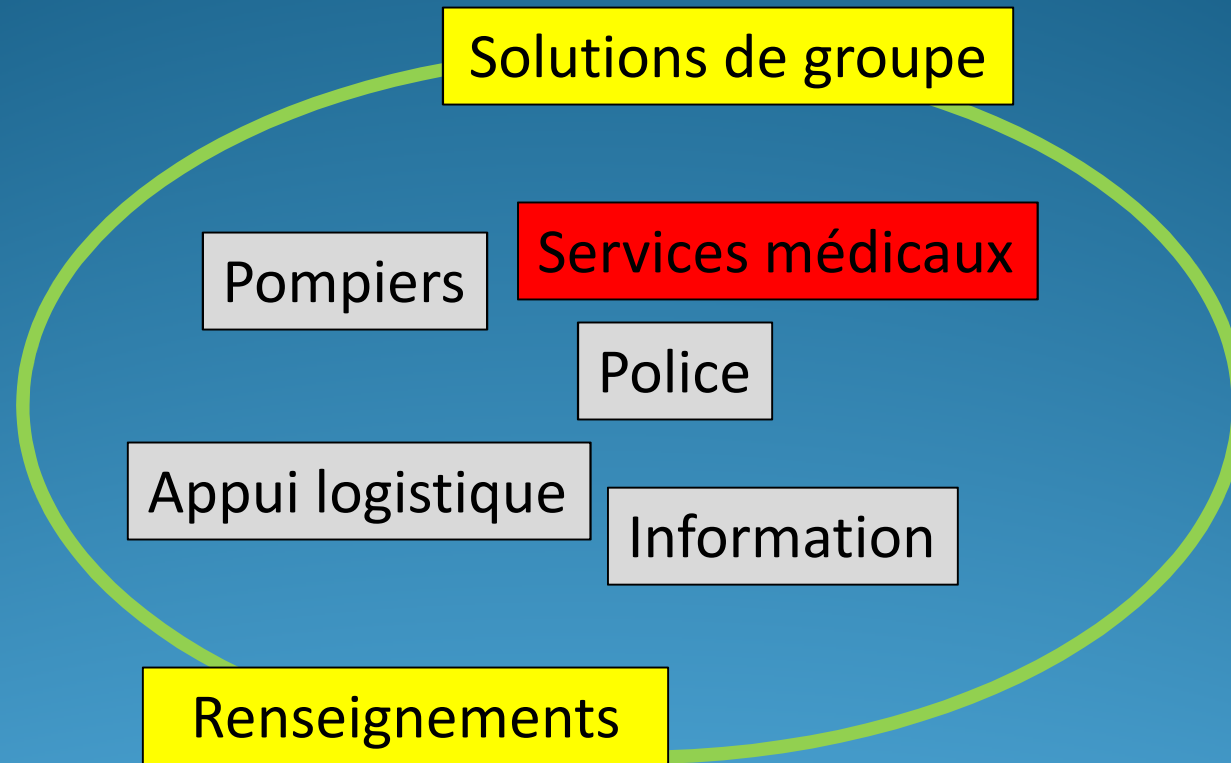 Solutions de groupe
Services médicaux
Pompiers
Police
Appui logistique
Information
Renseignements